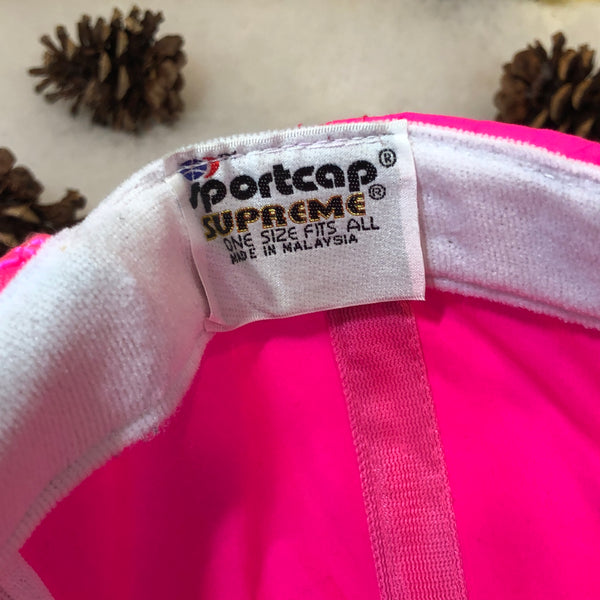 sportcap®
SUPREME®
ONE SIZE FITS ALL
MADE IN MALAYSIA